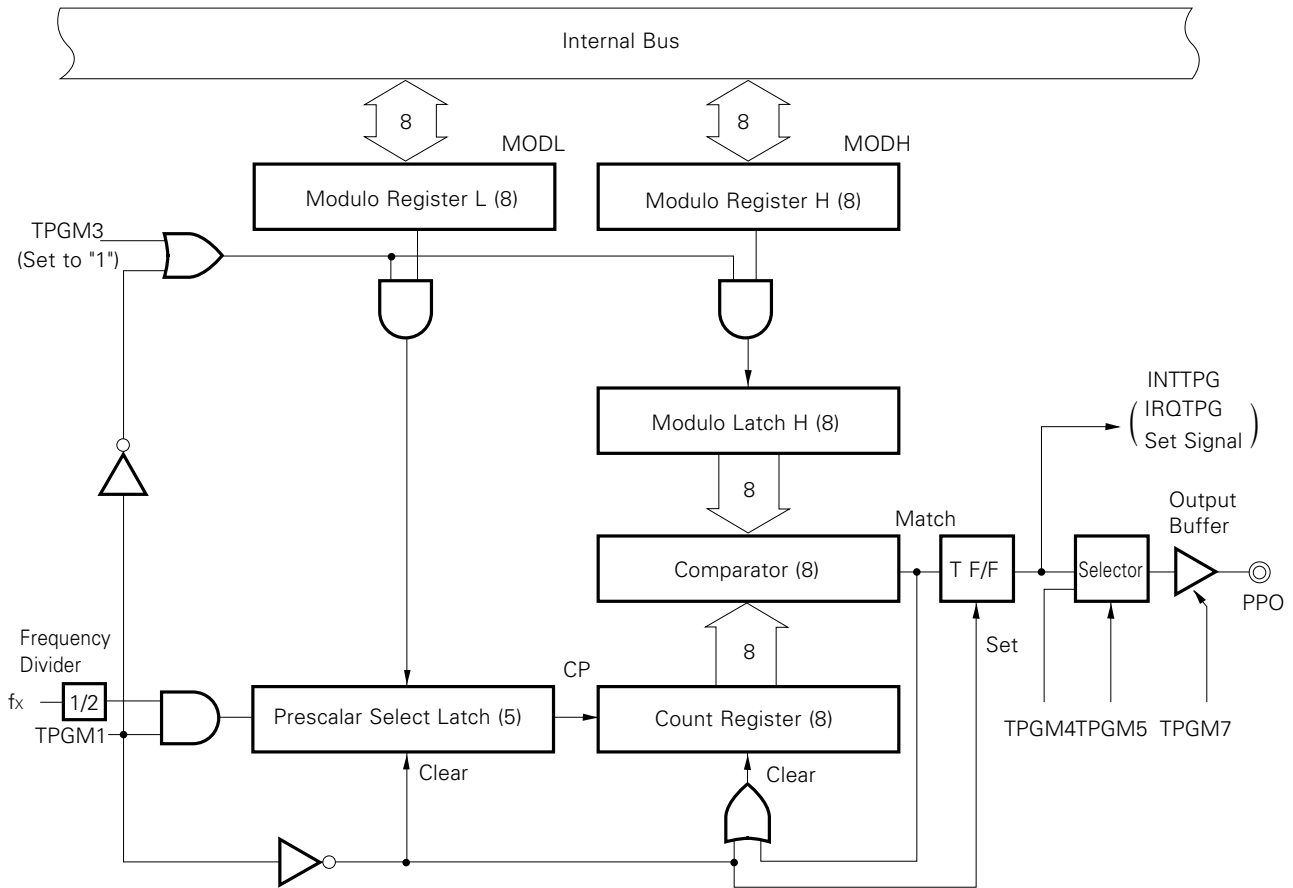 Internal Bus
8
8
MODL
MODH
Modulo Register L (8)
Modulo Register H (8)
TPGM3
(Set to "1")
INTTPG
IRQTPG
Set Signal
Modulo Latch H (8)
8
Output
Buffer
Match
Comparator (8)
T F/F
Selector
PPO
Set
8
Frequency
Divider
CP
fx
1/2
Prescalar Select Latch (5)
Count Register (8)
TPGM1
TPGM4
TPGM5
TPGM7
Clear
Clear